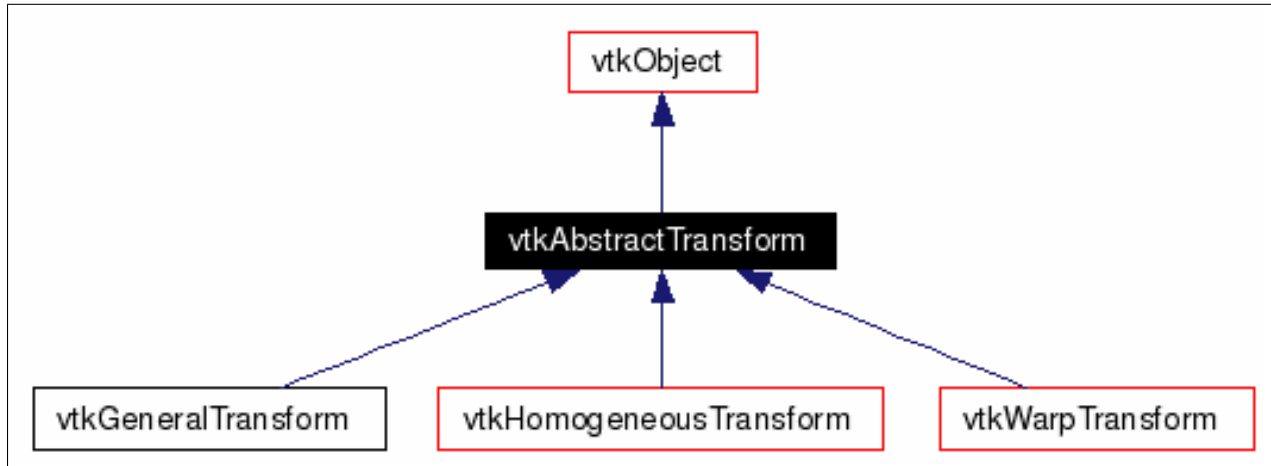 vtkObject
vtkAbstractTransform
vtkGeneralTransform
vtkHomogeneousTransform
vtkWarpTransform